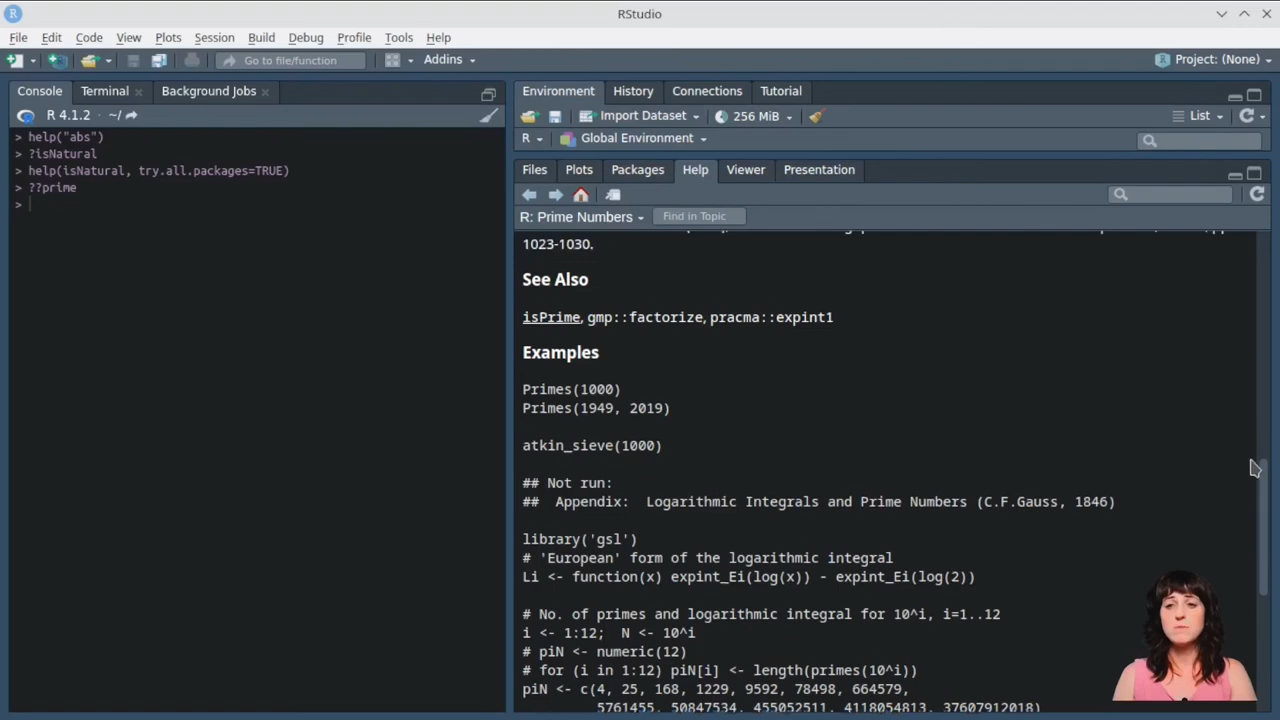 RStudio
File Edit Code View Plots Session Build Debug Profile Tools Help
Go to file/function Addins Project: (None)
Console Terminal Background Jobs
R 4.1.2 · ~/
> help("abs")
> ?isNatural
> help(isNatural, try.all.packages=TRUE)
> ??prime
>
Environment History Connections Tutorial
Import Dataset 256 MiB List
R Global Environment
Files Plots Packages Help Viewer Presentation
R: Prime Numbers Find in Topic
1023-1030.
See Also
isPrime, gmp::factorize, pracma::expint1
Examples
Primes(1000)
Primes(1949, 2019)
atkin_sieve(1000)
## Not run:
##  Appendix:  Logarithmic Integrals and Prime Numbers (C.F.Gauss, 1846)
library('gsl')
# 'European' form of the logarithmic integral
Li <- function(x) expint_Ei(log(x)) - expint_Ei(log(2))
# No. of primes and logarithmic integral for 10^i, i=1..12
i <- 1:12;  N <- 10^i
# piN <- numeric(12)
# for (i in 1:12) piN[i] <- length(primes(10^i))
piN <- c(4, 25, 168, 1229, 9592, 78498, 664579,
5761455, 50847534, 455052511, 4118054813, 37607912018)